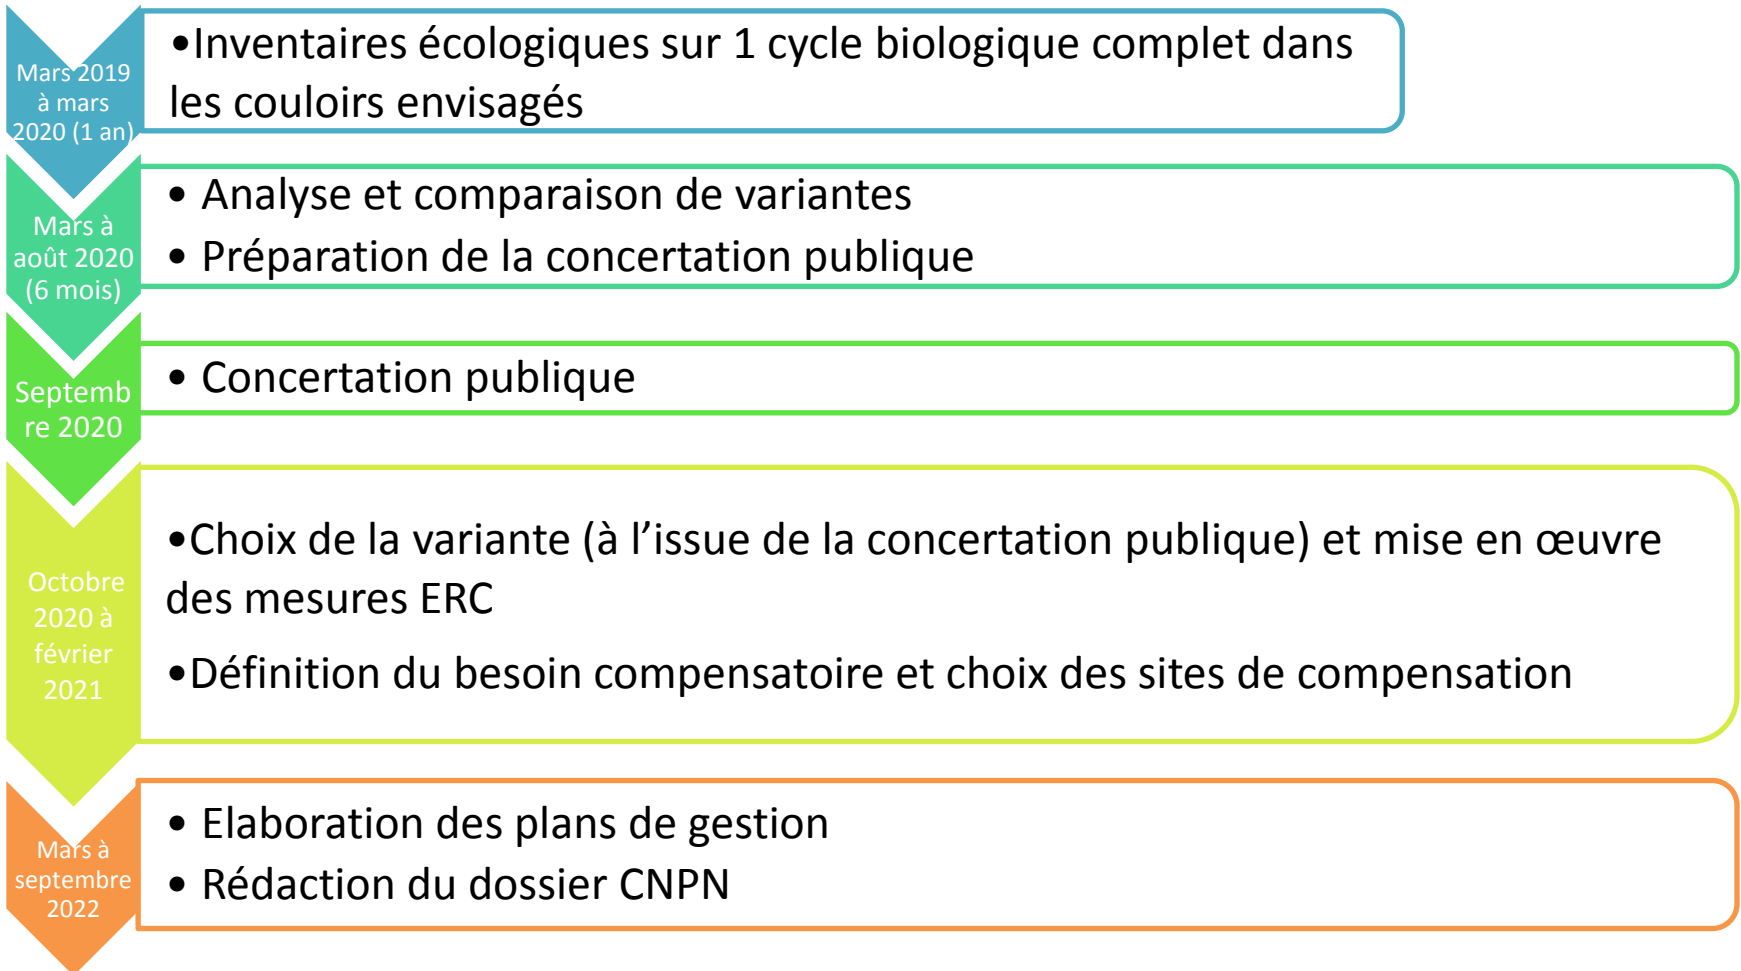 Mars 2019
à mars
2020 (1 an)
•Inventaires écologiques sur 1 cycle biologique complet dans
les couloirs envisagés
Mars à
août 2020
(6 mois)
• Analyse et comparaison de variantes
• Préparation de la concertation publique
Septemb
re 2020
• Concertation publique
Octobre
2020 à
février
2021
•Choix de la variante (à l’issue de la concertation publique) et mise en œuvre
des mesures ERC
•Définition du besoin compensatoire et choix des sites de compensation
Mars à
septembre
2022
• Elaboration des plans de gestion
• Rédaction du dossier CNPN